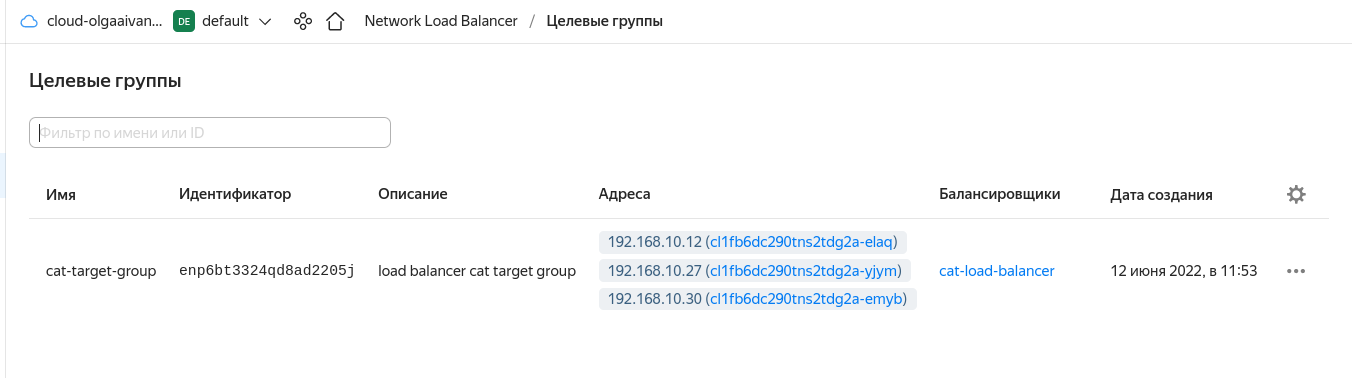 cloud-olgaaivan... DE default Network Load Balancer / Целевые группы
Целевые группы
Фильтр по имени или ID
Имя Идентификатор Описание Адреса Балансировщики Дата создания
192.168.10.12 (cl1fb6dc290tns2tdg2a-elaq)
cat-target-group enp6bt3324qd8ad2205j load balancer cat target group 192.168.10.27 (cl1fb6dc290tns2tdg2a-yjym) cat-load-balancer 12 июня 2022, в 11:53
192.168.10.30 (cl1fb6dc290tns2tdg2a-emyb)